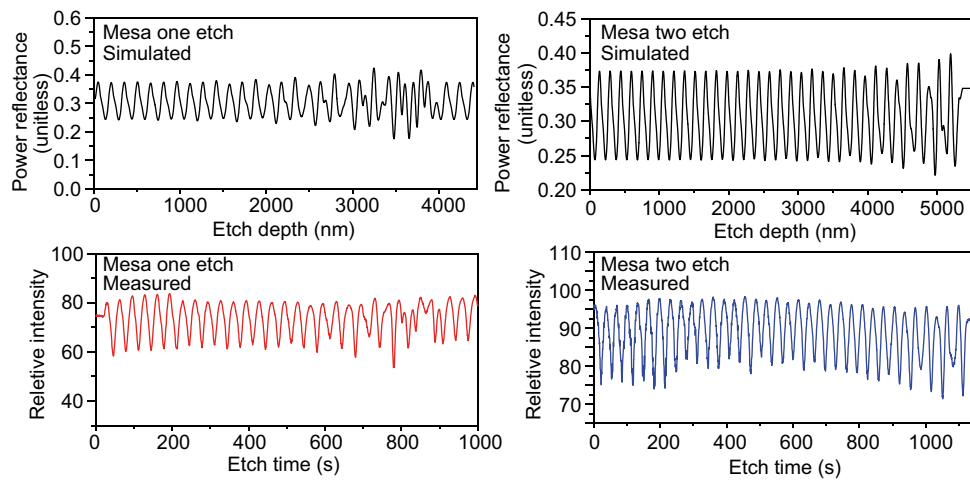 Mesa one etch
Simulated
Power reflectance
(unitless)
0.6
0.5
0.4
0.3
0.2
0.1
0.0
0
1000
2000
3000
4000
Etch depth (nm)
Mesa two etch
Simulated
Power reflectance
(unitless)
0.45
0.40
0.35
0.30
0.25
0.20
0
1000
2000
3000
4000
5000
Etch depth (nm)
Mesa one etch
Measured
Reletive intensity
100
80
60
40
0
200
400
600
800
1000
Etch time (s)
Mesa two etch
Measured
Reletive intensity
110
100
90
80
70
0
200
400
600
800
1000
Etch time (s)